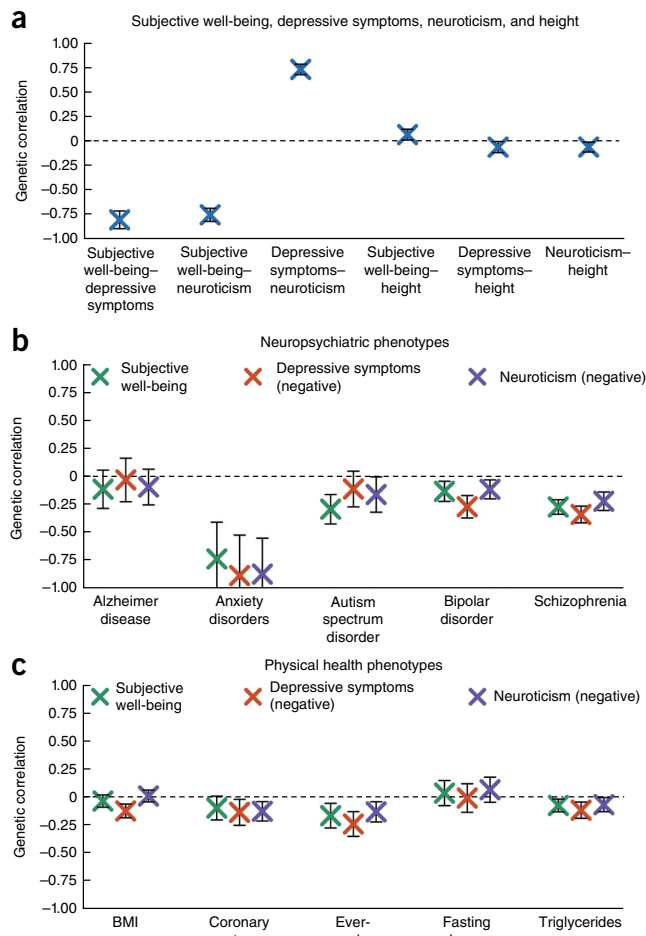 a
Subjective well-being, depressive symptoms, neuroticism, and height
Genetic correlation
1.00
0.75
0.50
0.25
0
–0.25
–0.50
–0.75
–1.00
Subjective
well-being–
depressive
symptoms
Subjective
well-being–
neuroticism
Depressive
symptoms–
neuroticism
Subjective
well-being–
height
Depressive
symptoms–
height
Neuroticism–
height
b
Neuropsychiatric phenotypes
Genetic correlation
1.00
0.75
0.50
0.25
0
–0.25
–0.50
–0.75
–1.00
Subjective
well-being
Depressive symptoms
(negative)
Neuroticism (negative)
Alzheimer
disease
Anxiety
disorders
Autism
spectrum
disorder
Bipolar
disorder
Schizophrenia
c
Physical health phenotypes
Genetic correlation
1.00
0.75
0.50
0.25
0
–0.25
–0.50
–0.75
–1.00
Subjective
well-being
Depressive symptoms
(negative)
Neuroticism (negative)
BMI
Coronary
Ever-
Fasting
Triglycerides